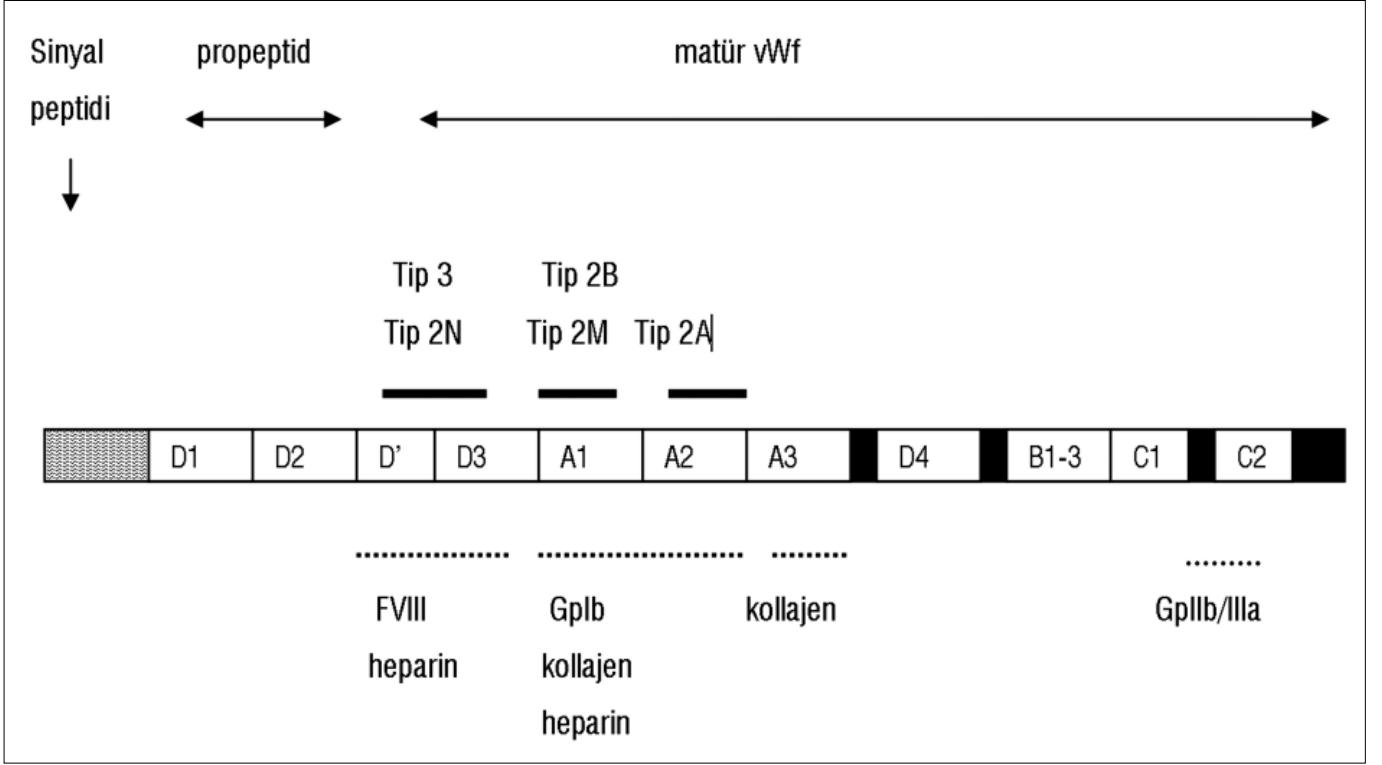 Sinyal propeptid matür vWf
peptidi
Tip 3 Tip 2B
Tip 2N Tip 2M Tip 2A
D1 D2 D’ D3 A1 A2 A3 D4 B1-3 C1 C2
FVIII GpIb kollajen GpIIb/IIIa
heparin kollajen
heparin